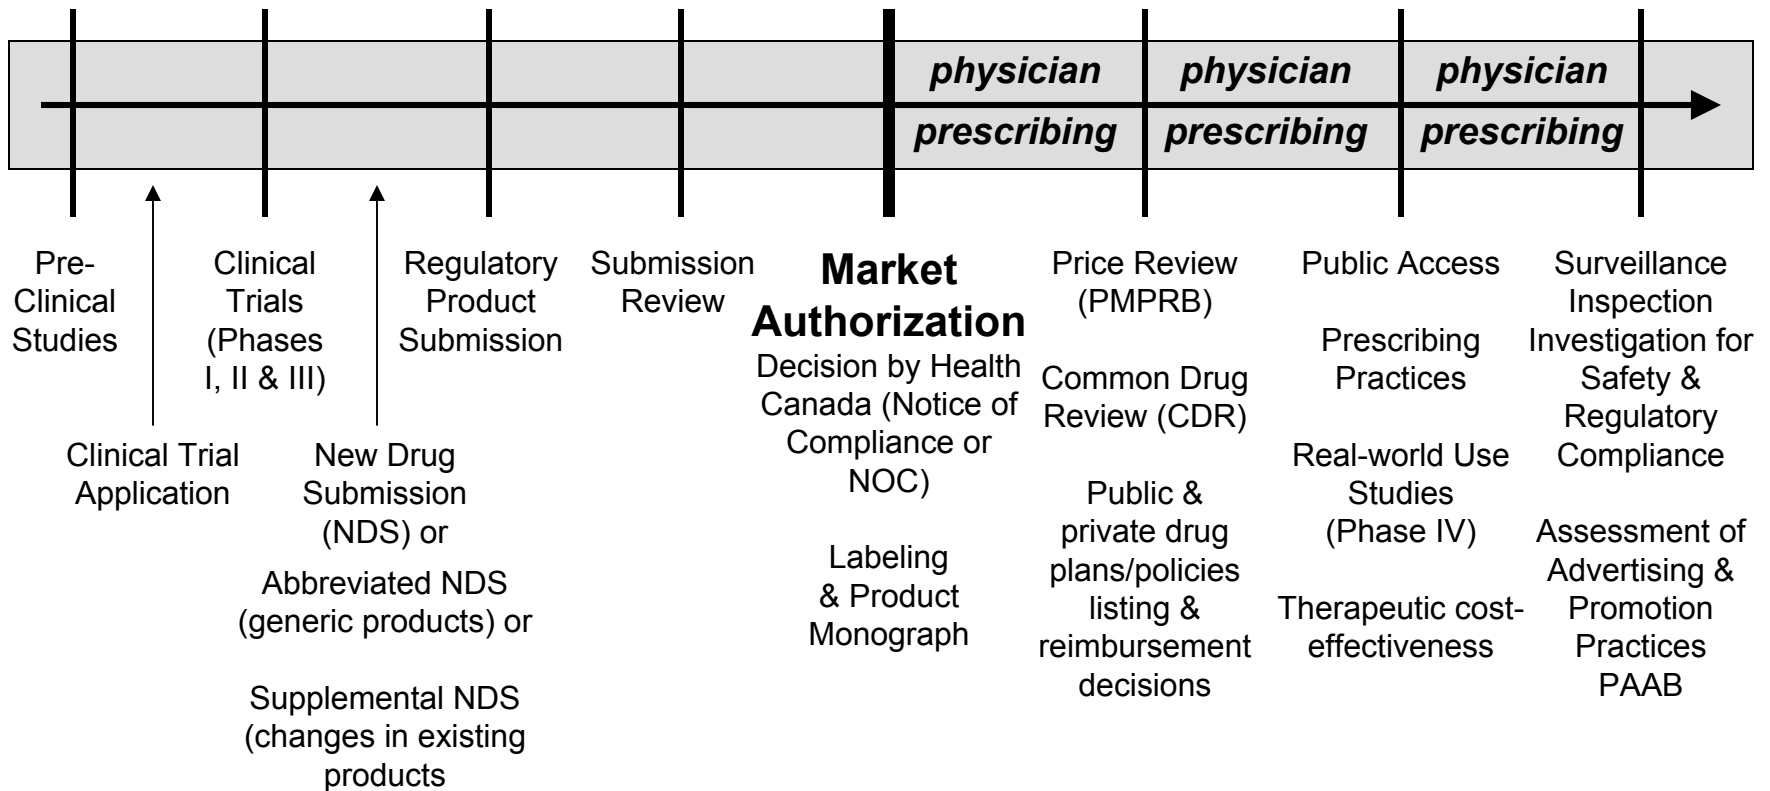 physician
prescribing
physician
prescribing
physician
prescribing
Pre-
Clinical
Studies
Clinical Trial
Application
Clinical
Trials
(Phases
I, II & III)
New Drug
Submission
(NDS) or
Abbreviated NDS
(generic products) or
Supplemental NDS
(changes in existing
products
Regulatory
Product
Submission
Submission
Review
Market
Authorization
Decision by Health
Canada (Notice of
Compliance or
NOC)
Labeling
& Product
Monograph
Price Review
(PMPRB)
Common Drug
Review (CDR)
Public &
private drug
plans/policies
listing &
reimbursement
decisions
Public Access
Prescribing
Practices
Real-world Use
Studies
(Phase IV)
Therapeutic cost-
effectiveness
Surveillance
Inspection
Investigation for
Safety &
Regulatory
Compliance
Assessment of
Advertising &
Promotion
Practices
PAAB